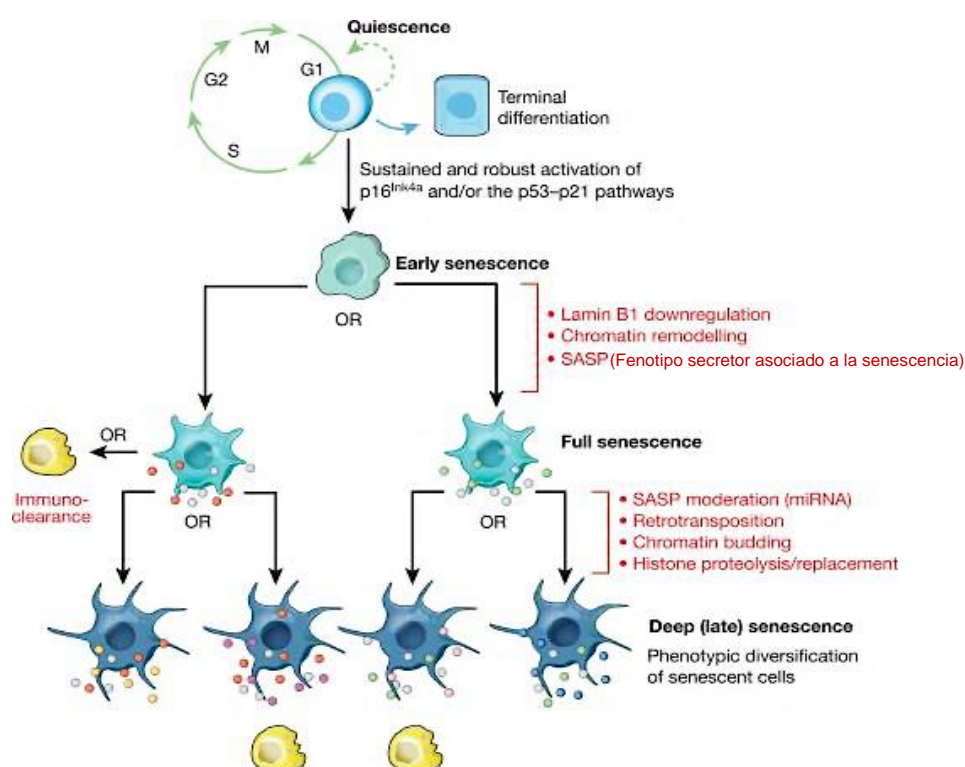 Quiescence
M
G1
G2
S
Terminal
differentiation
Sustained and robust activation of
p16Ink4a and/or the p53–p21 pathways
Early senescence
OR
• Lamin B1 downregulation
• Chromatin remodelling
• SASP(Fenotipo secretor asociado a la senescencia)
OR
Immuno-
clearance
Full senescence
OR
OR
• SASP moderation (miRNA)
• Retrotransposition
• Chromatin budding
• Histone proteolysis/replacement
Deep (late) senescence
Phenotypic diversification
of senescent cells